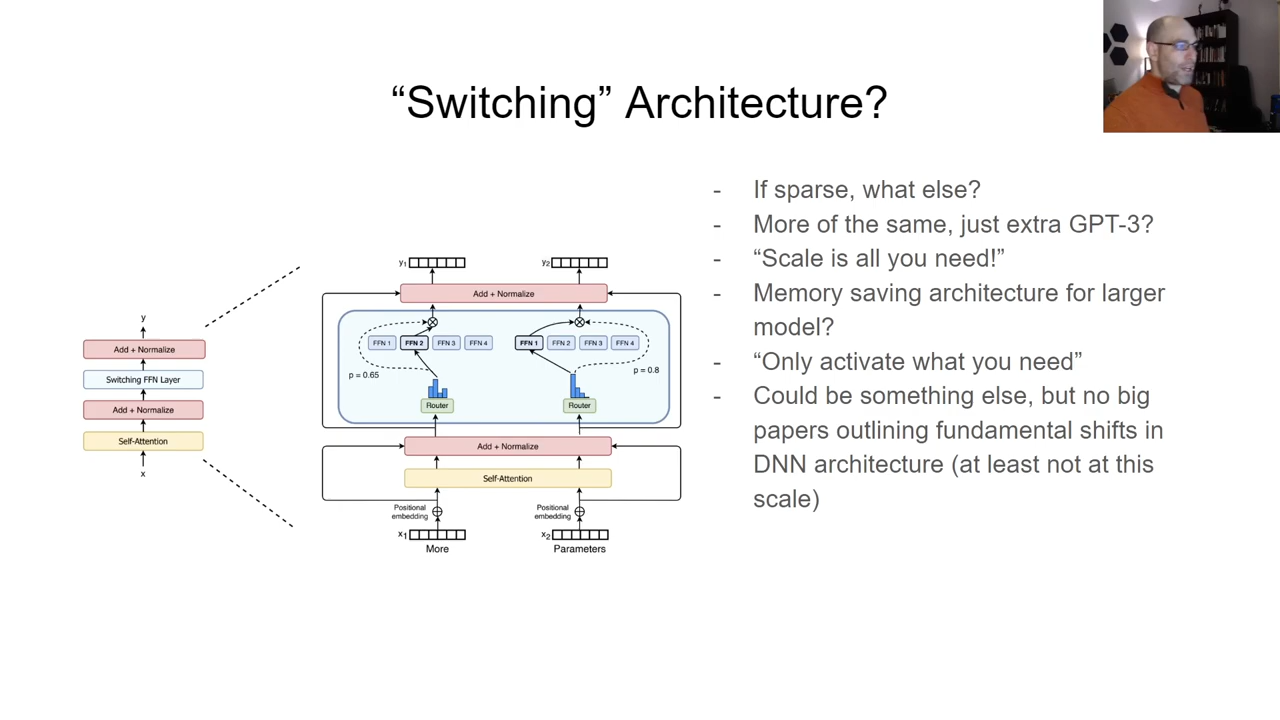 “Switching” Architecture?
- If sparse, what else?
- More of the same, just extra GPT-3?
- “Scale is all you need!”
- Memory saving architecture for larger
model?
- “Only activate what you need”
- Could be something else, but no big
papers outlining fundamental shifts in
DNN architecture (at least not at this
scale)
y
Add + Normalize
Switching FFN Layer
Add + Normalize
Self-Attention
x
y₁ y₂
Add + Normalize
FFN 1 FFN 2 FFN 3 FFN 4 FFN 1 FFN 2 FFN 3 FFN 4
p = 0.65 p = 0.8
Router Router
Add + Normalize
Self-Attention
Positional Positional
embedding embedding
x₁ x₂
More Parameters